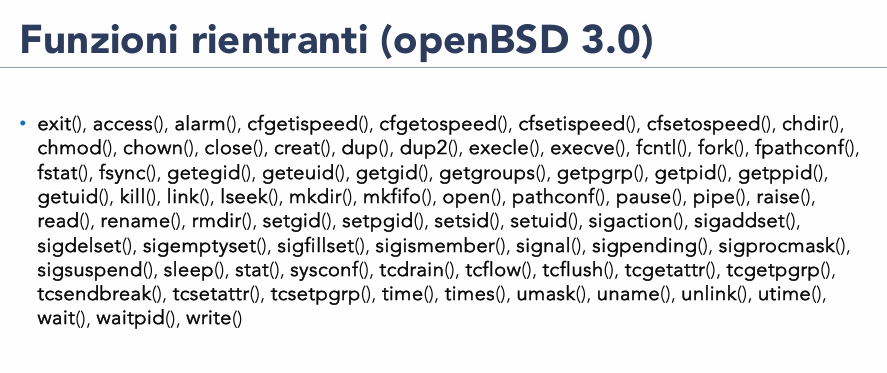 Funzioni rientranti (openBSD 3.0)
• exit(), access(), alarm(), cfgetispeed(), cfgetospeed(), cfsetispeed(), cfsetospeed(), chdir(),
chmod(), chown(), close(), creat(), dup(), dup2(), execle(), execve(), fcntl(), fork(), fpathconf(),
fstat(), fsync(), getegid(), geteuid(), getgid(), getgroups(), getpgrp(), getpid(), getppid(),
getuid(), kill(), link(), lseek(), mkdir(), mkfifo(), open(), pathconf(), pause(), pipe(), raise(),
read(), rename(), rmdir(), setgid(), setpgid(), setsid(), setuid(), sigaction(), sigaddset(),
sigdelset(), sigemptyset(), sigfillset(), sigismember(), signal(), sigpending(), sigprocmask(),
sigsuspend(), sleep(), stat(), sysconf(), tcdrain(), tcflow(), tcflush(), tcgetattr(), tcgetpgrp(),
tcsendbreak(), tcsetattr(), tcsetpgrp(), time(), times(), umask(), uname(), unlink(), utime(),
wait(), waitpid(), write()